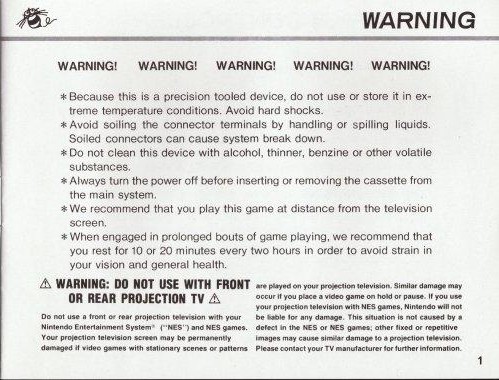 WARNING
WARNING! WARNING! WARNING! WARNING! WARNING!
* Because this is a precision tooled device, do not use or store it in ex-
treme temperature conditions. Avoid hard shocks.
* Avoid soiling the connector terminals by handling or spilling liquids.
Soiled connectors can cause system break down.
* Do not clean this device with alcohol, thinner, benzine or other volatile
substances.
* Always turn the power off before inserting or removing the cassette from
the main system.
* We recommend that you play this game at distance from the television
screen.
* When engaged in prolonged bouts of game playing, we recommend that
you rest for 10 or 20 minutes every two hours in order to avoid strain in
your vision and general health.
⚠ WARNING: DO NOT USE WITH FRONT
OR REAR PROJECTION TV ⚠
Do not use a front or rear projection television with your
Nintendo Entertainment System® ("NES") and NES games.
Your projection television screen may be permanently
damaged if video games with stationary scenes or patterns
are played on your projection television. Similar damage may
occur if you place a video game on hold or pause. If you use
your projection television with NES games, Nintendo will not
be liable for any damage. This situation is not caused by a
defect in the NES or NES games; other fixed or repetitive
images may cause similar damage to a projection television.
Please contact your TV manufacturer for further information.
1